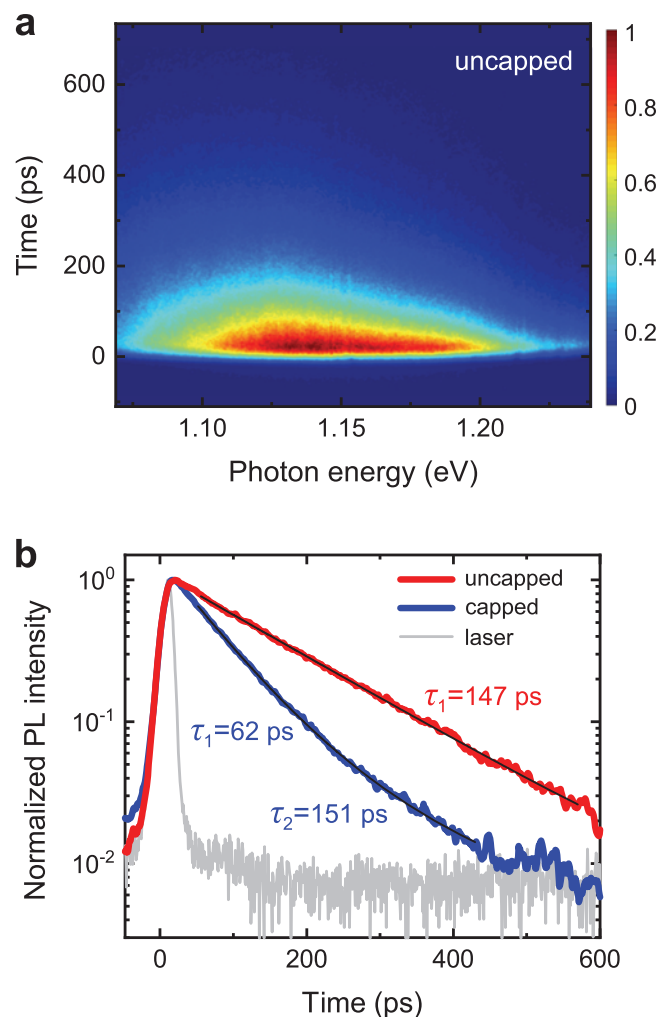 a
uncapped
1
0.8
0.6
0.4
0.2
0
600
400
200
0
Time (ps)
1.10
1.15
1.20
Photon energy (eV)
b
10⁰
10⁻¹
10⁻²
Normalized PL intensity
uncapped
capped
laser
τ₁=147 ps
τ₁=62 ps
τ₂=151 ps
0
200
400
600
Time (ps)